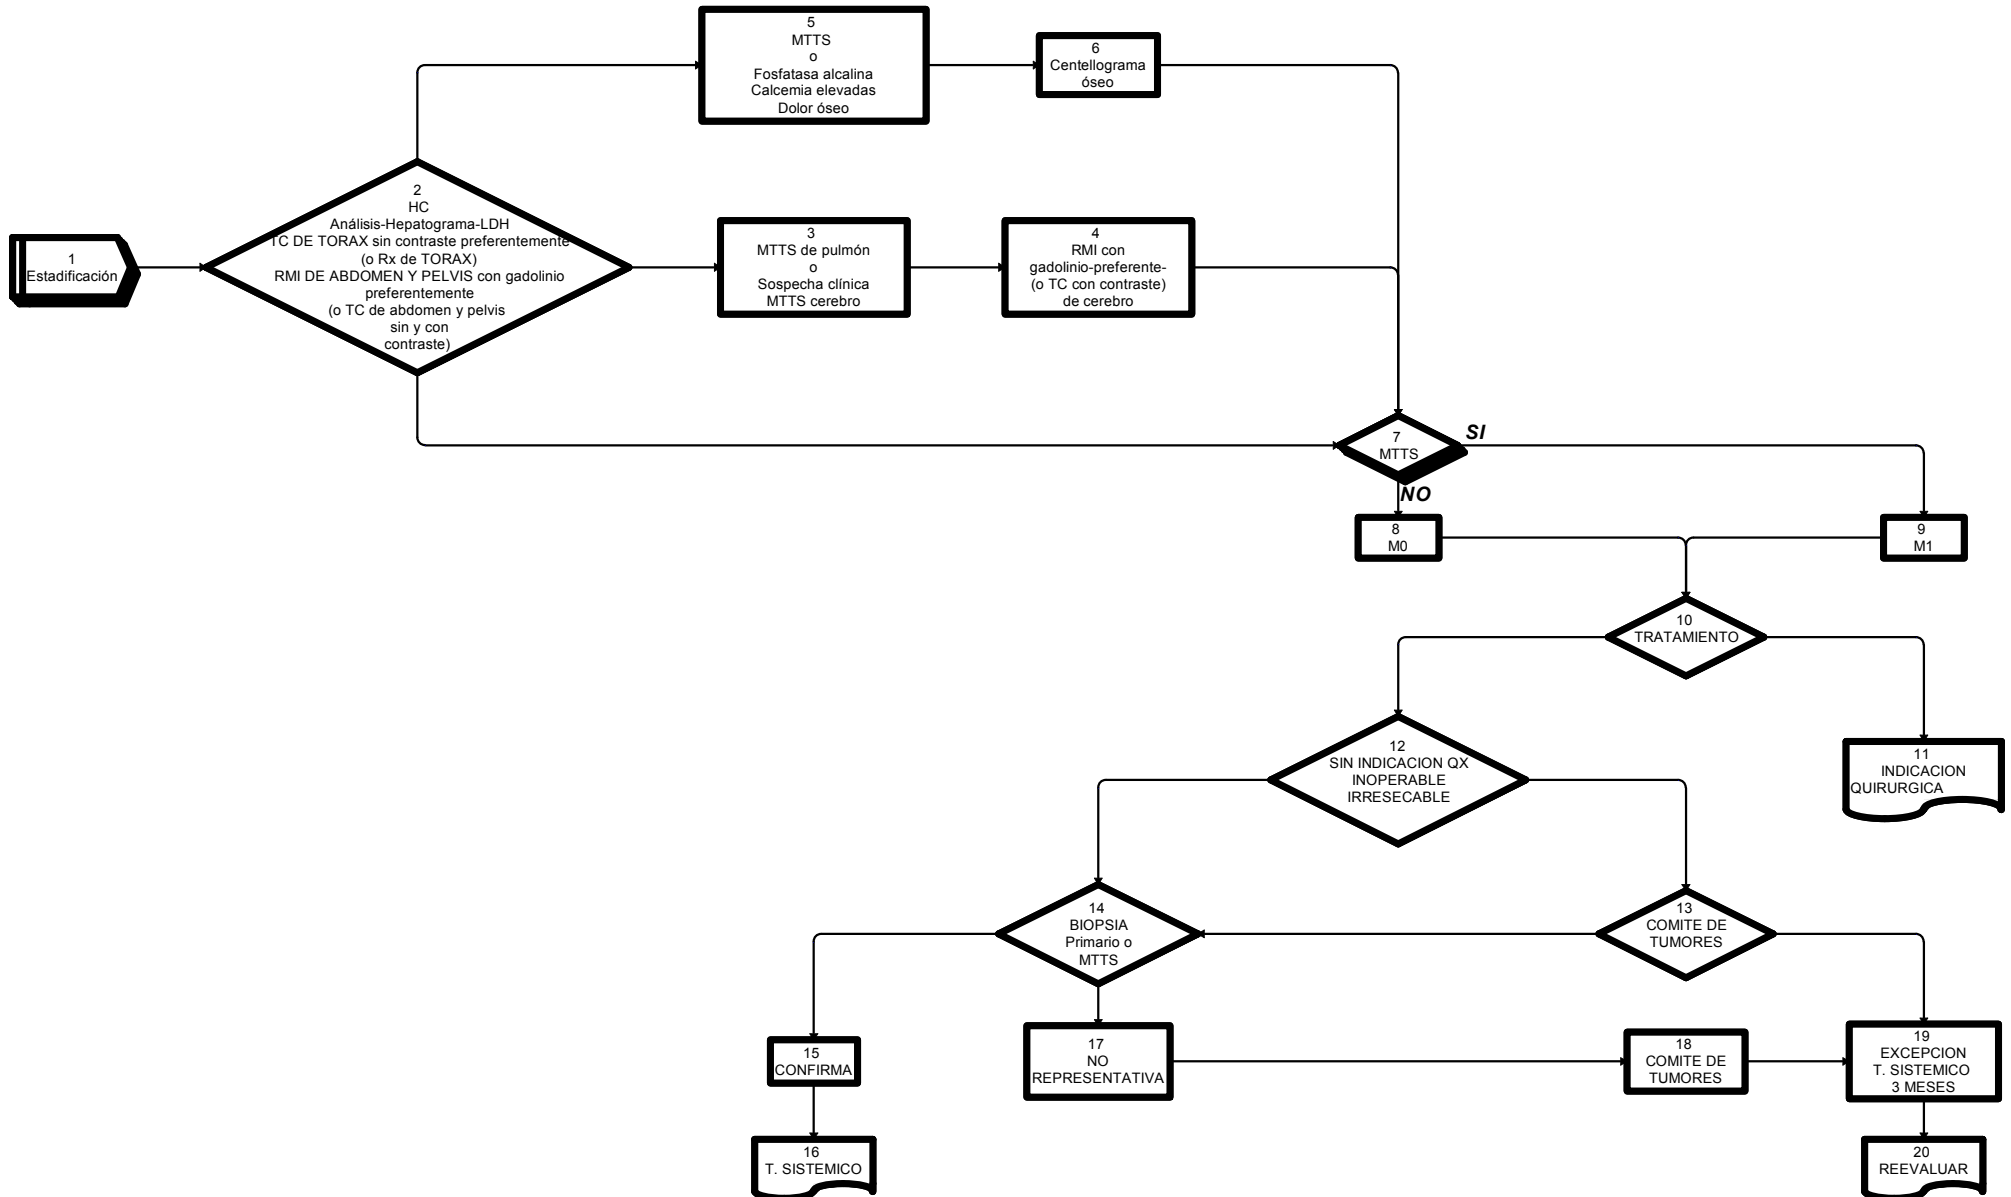 5
MTTS
o
Fosfatasa alcalina
Calcemia elevadas
Dolor óseo
6
Centellograma
óseo
1
Estadificación
2
HC
Análisis-Hepatograma-LDH
TC DE TORAX sin contraste preferentemente
(o Rx de TORAX)
RMI DE ABDOMEN Y PELVIS con gadolinio
preferentemente
(o TC de abdomen y pelvis
sin y con
contraste)
3
MTTS de pulmón
o
Sospecha clínica
MTTS cerebro
4
RMI con
gadolinio-preferente-
(o TC con contraste)
de cerebro
7
MTTS
SI
NO
8
M0
9
M1
10
TRATAMIENTO
12
SIN INDICACION QX
INOPERABLE
IRRESECABLE
11
INDICACION
QUIRURGICA
14
BIOPSIA
Primario o
MTTS
13
COMITE DE
TUMORES
15
CONFIRMA
17
NO
REPRESENTATIVA
18
COMITE DE
TUMORES
19
EXCEPCION
T. SISTEMICO
3 MESES
16
T. SISTEMICO
20
REEVALUAR